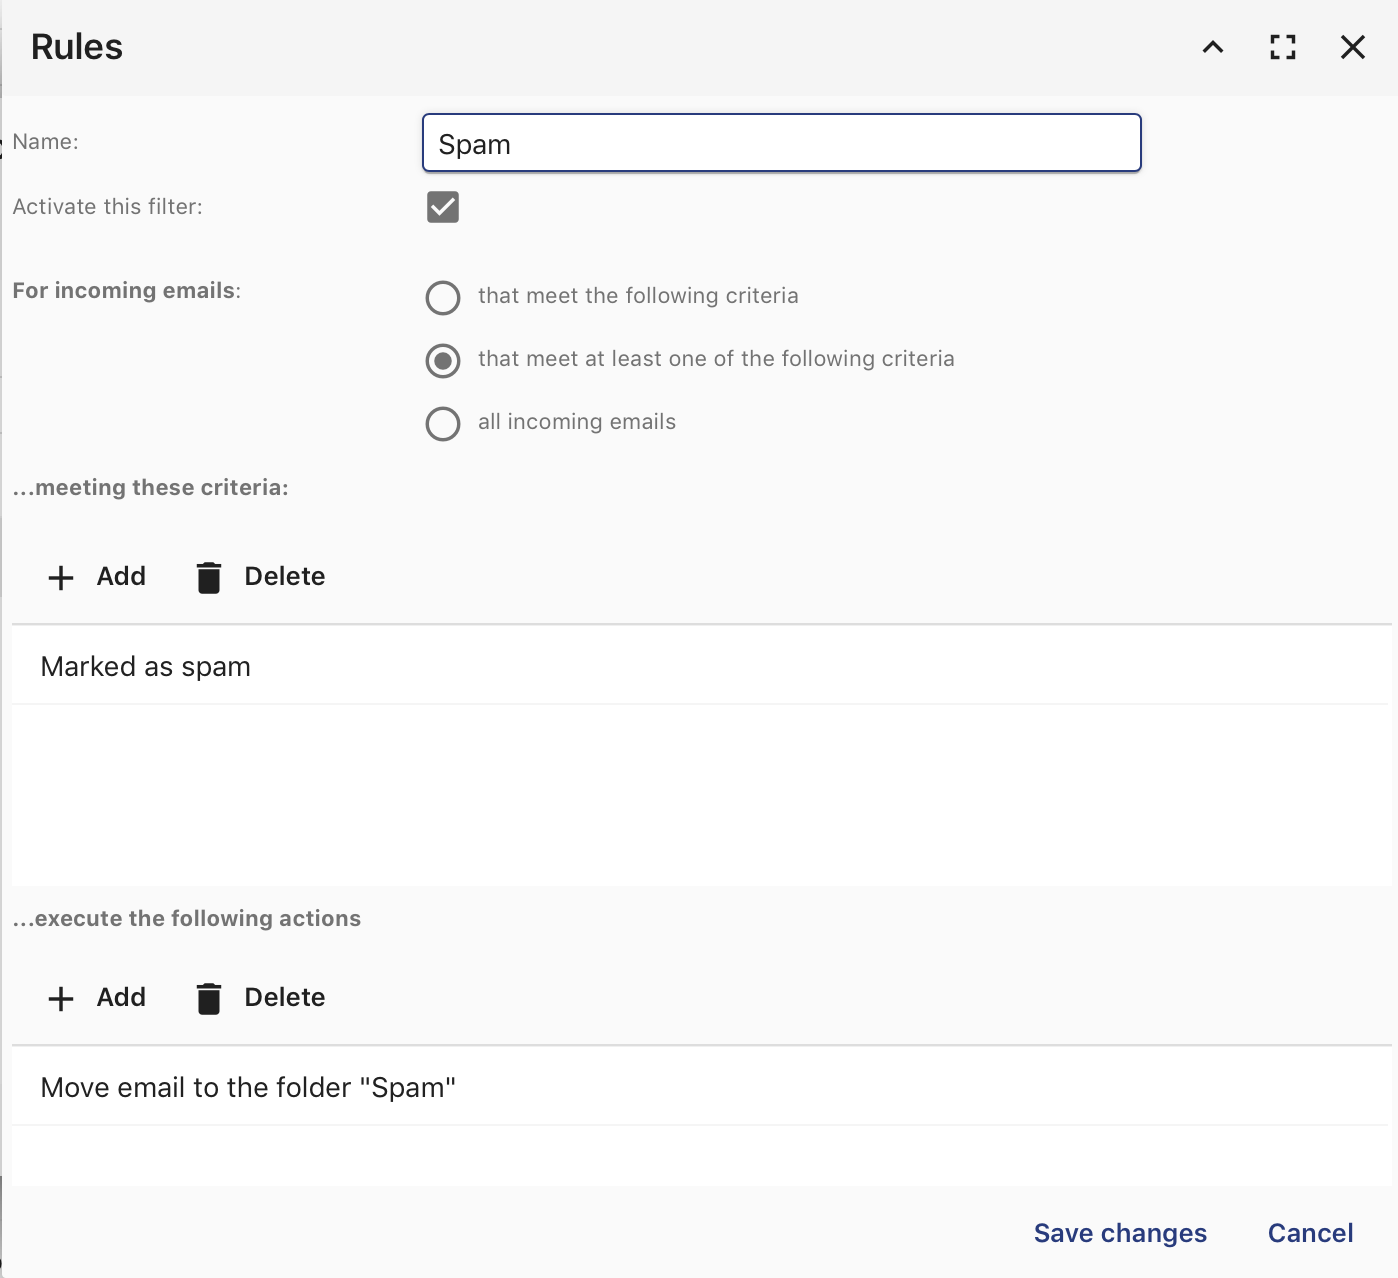 Rules
Name:
Spam
Activate this filter:
For incoming emails:
that meet the following criteria
that meet at least one of the following criteria
all incoming emails
...meeting these criteria:
Add Delete
Marked as spam
...execute the following actions
Add Delete
Move email to the folder "Spam"
Save changes Cancel